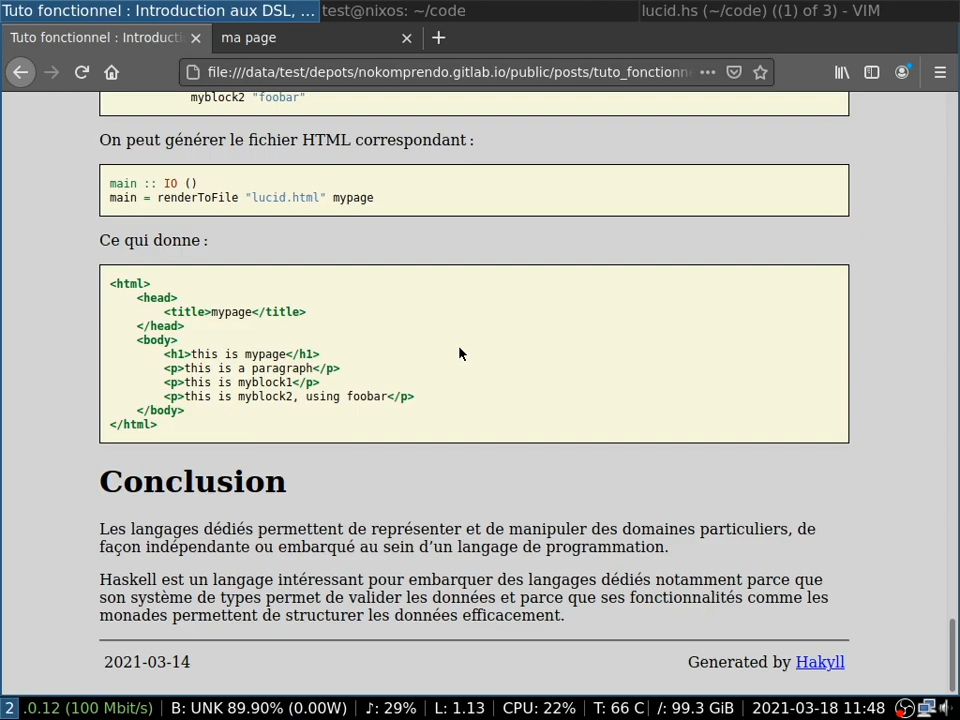 Tuto fonctionnel : Introduction aux DSL, ... test@nixos: ~/code lucid.hs (~/code) ((1) of 3) - VIM
Tuto fonctionnel : Introducti ma page
file:///data/test/depots/nokomprendo.gitlab.io/public/posts/tuto_fonctionn
myblock2 "foobar"
On peut générer le fichier HTML correspondant :
main :: IO ()
main = renderToFile "lucid.html" mypage
Ce qui donne :
<html>
    <head>
        <title>mypage</title>
    </head>
    <body>
        <h1>this is mypage</h1>
        <p>this is a paragraph</p>
        <p>this is myblock1</p>
        <p>this is myblock2, using foobar</p>
    </body>
</html>
Conclusion
Les langages dédiés permettent de représenter et de manipuler des domaines particuliers, de
façon indépendante ou embarqué au sein d'un langage de programmation.
Haskell est un langage intéressant pour embarquer des langages dédiés notamment parce que
son système de types permet de valider les données et parce que ses fonctionnalités comme les
monades permettent de structurer les données efficacement.
2021-03-14 Generated by Hakyll
2 .0.12 (100 Mbit/s) B: UNK 89.90% (0.00W) ♪: 29% L: 1.13 CPU: 22% T: 66 C /: 99.3 GiB 2021-03-18 11:48